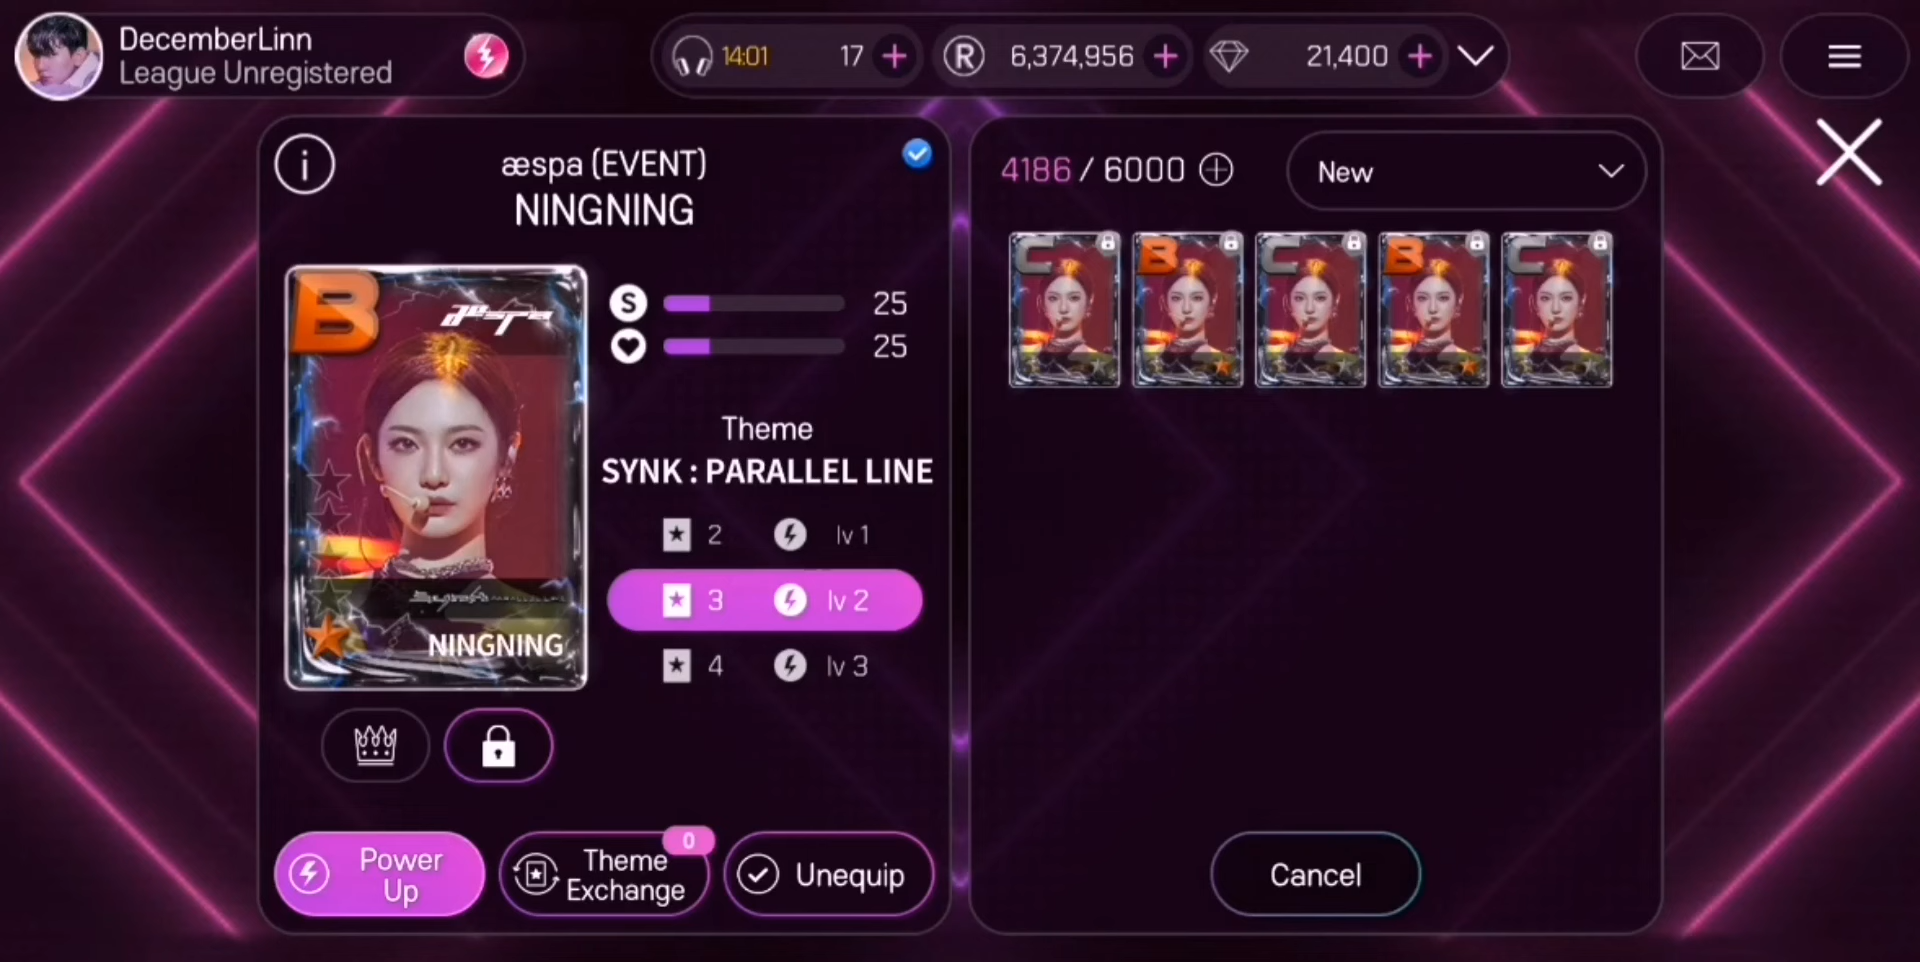 DecemberLinn
League Unregistered
14:01
17
R
6,374,956
21,400
i
æspa (EVENT)
NINGNING
B
aespa
NINGNING
S
25
25
Theme
SYNK : PARALLEL LINE
2
lv 1
3
lv 2
4
lv 3
Power
Up
0
Theme
Exchange
Unequip
4186 / 6000
New
C
B
C
B
C
Cancel